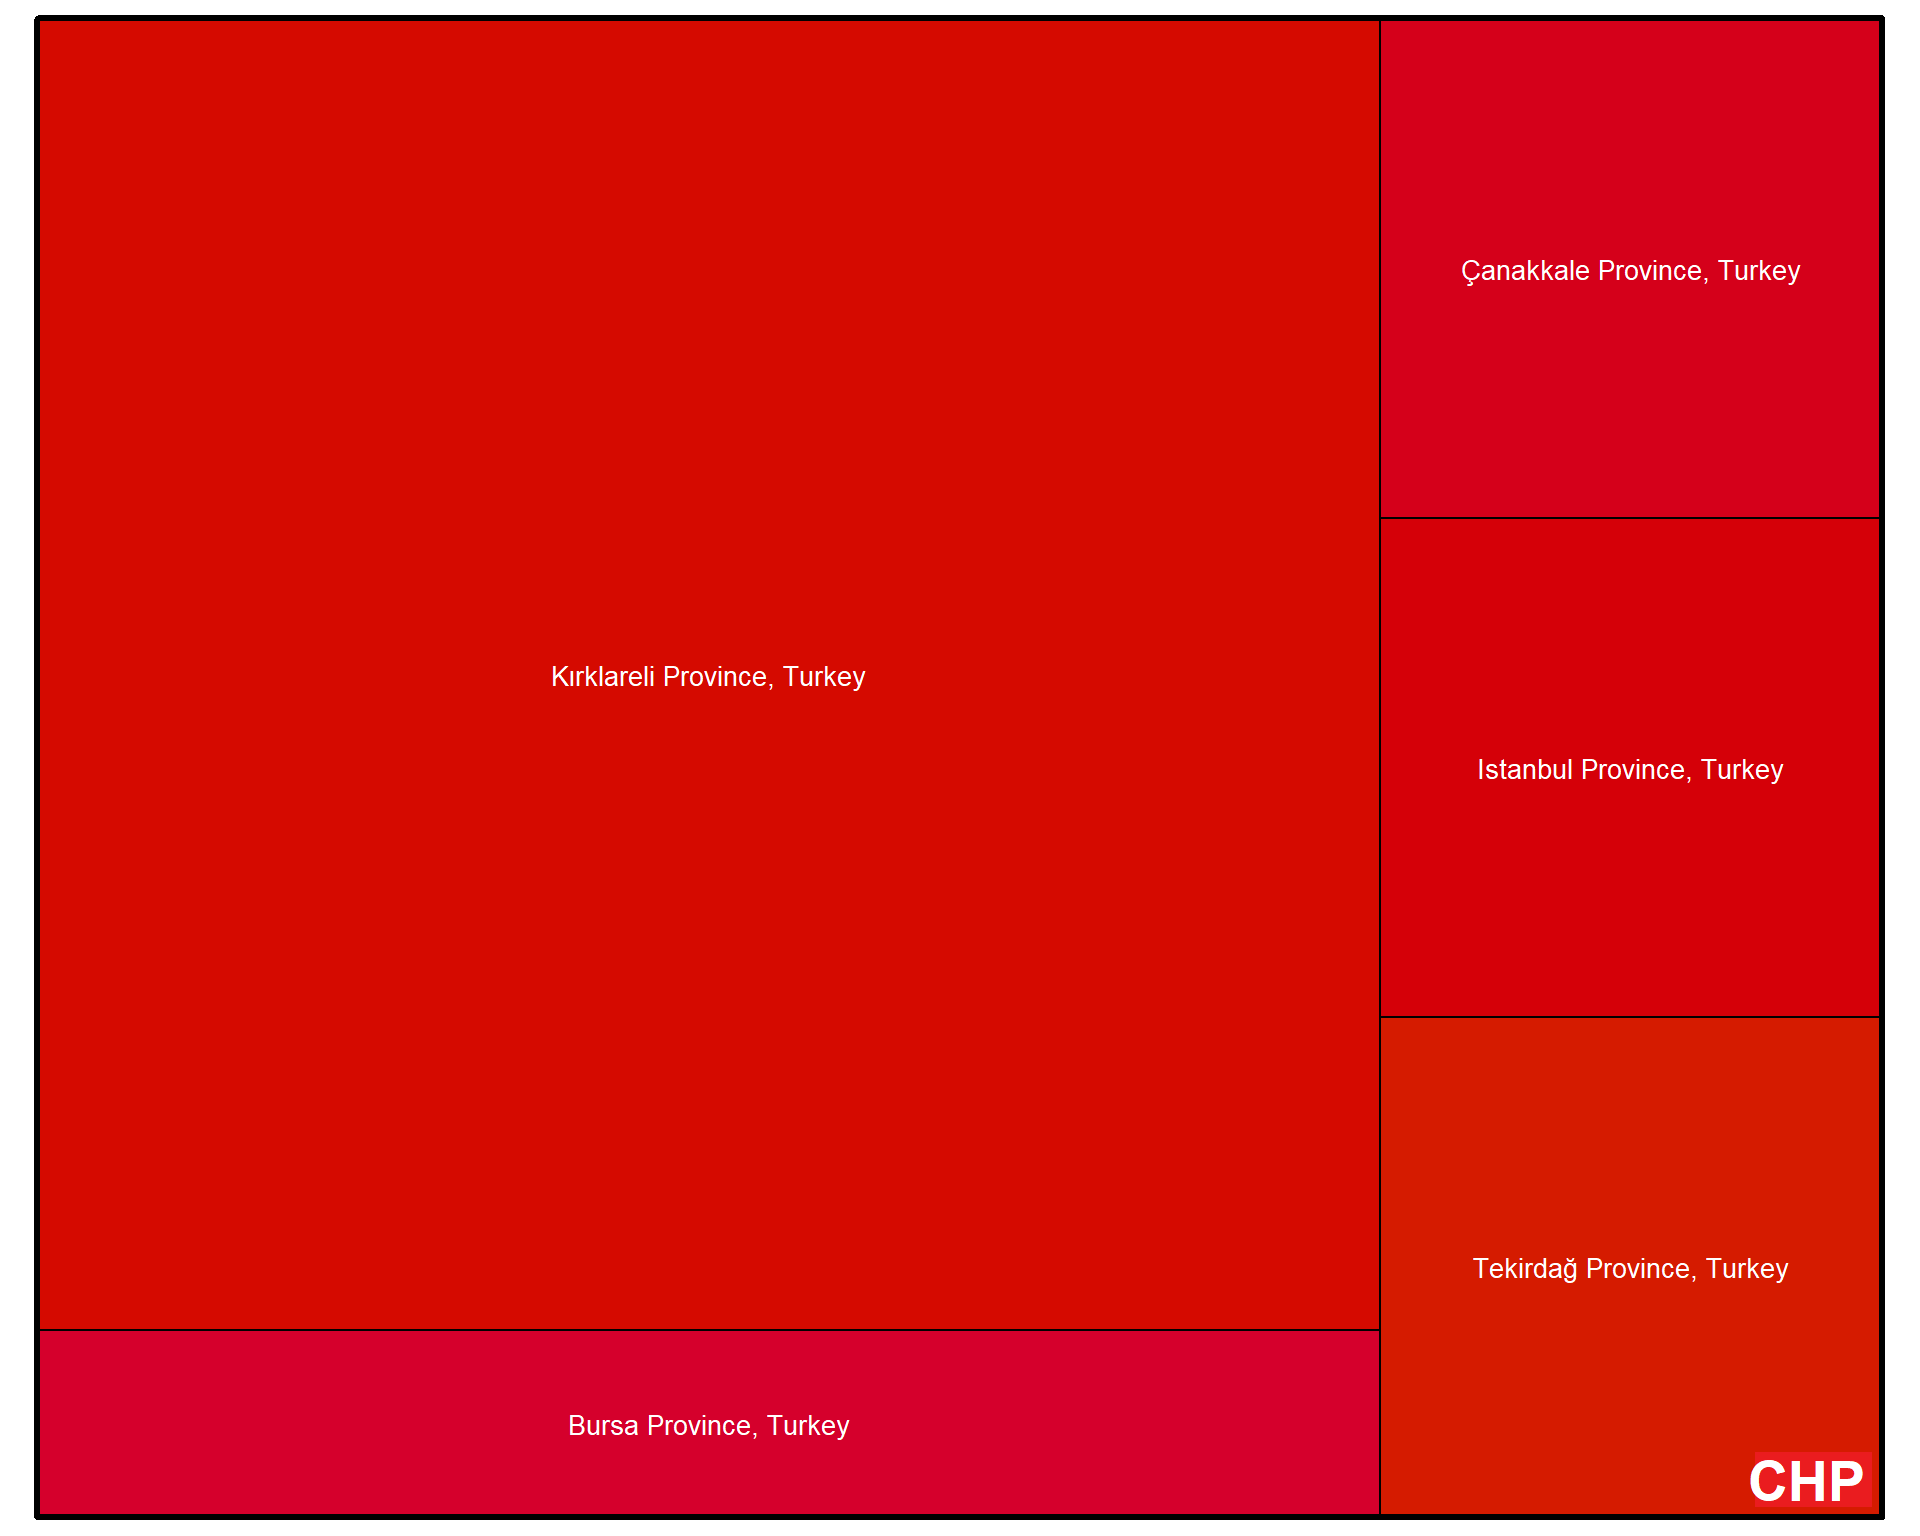 Çanakkale Province, Turkey
Kırklareli Province, Turkey
Istanbul Province, Turkey
Tekirdağ Province, Turkey
Bursa Province, Turkey
CHP